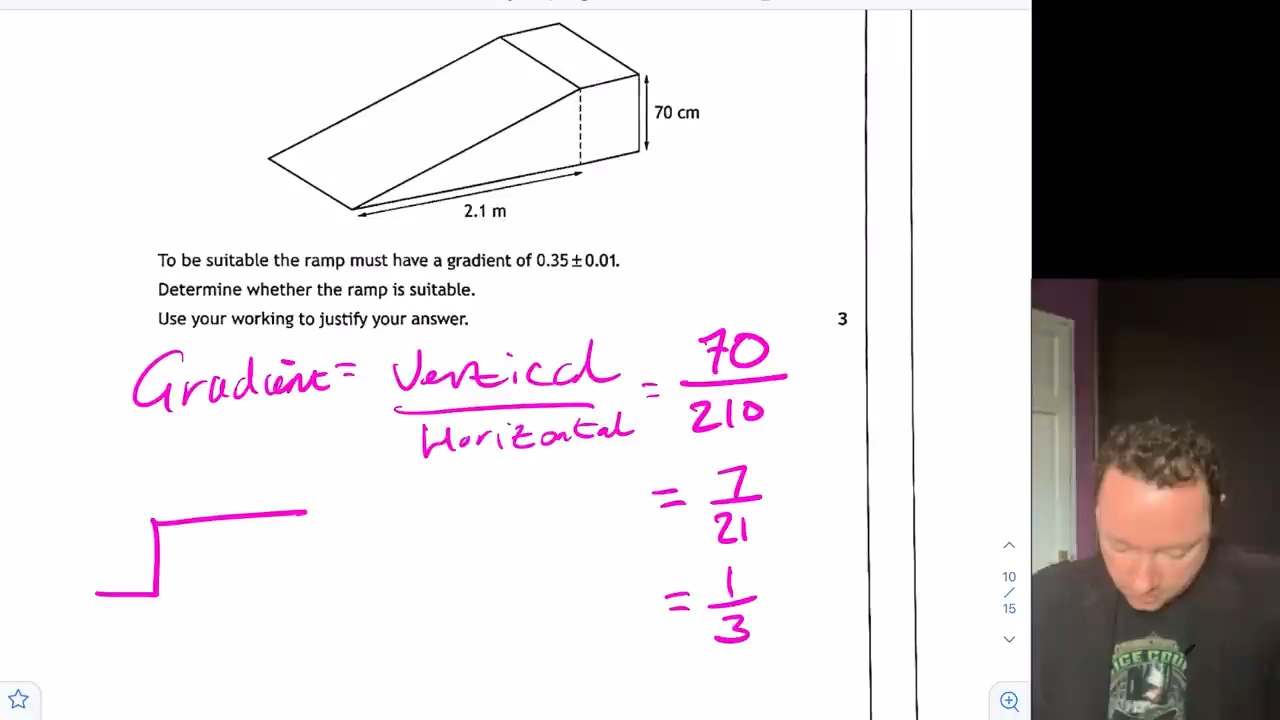 70 cm
2.1 m
To be suitable the ramp must have a gradient of 0.35±0.01.
Determine whether the ramp is suitable.
Use your working to justify your answer.
3
Gradient = Vertical / Horizontal = 70 / 210
= 7 / 21
= 1 / 3
10
/
15